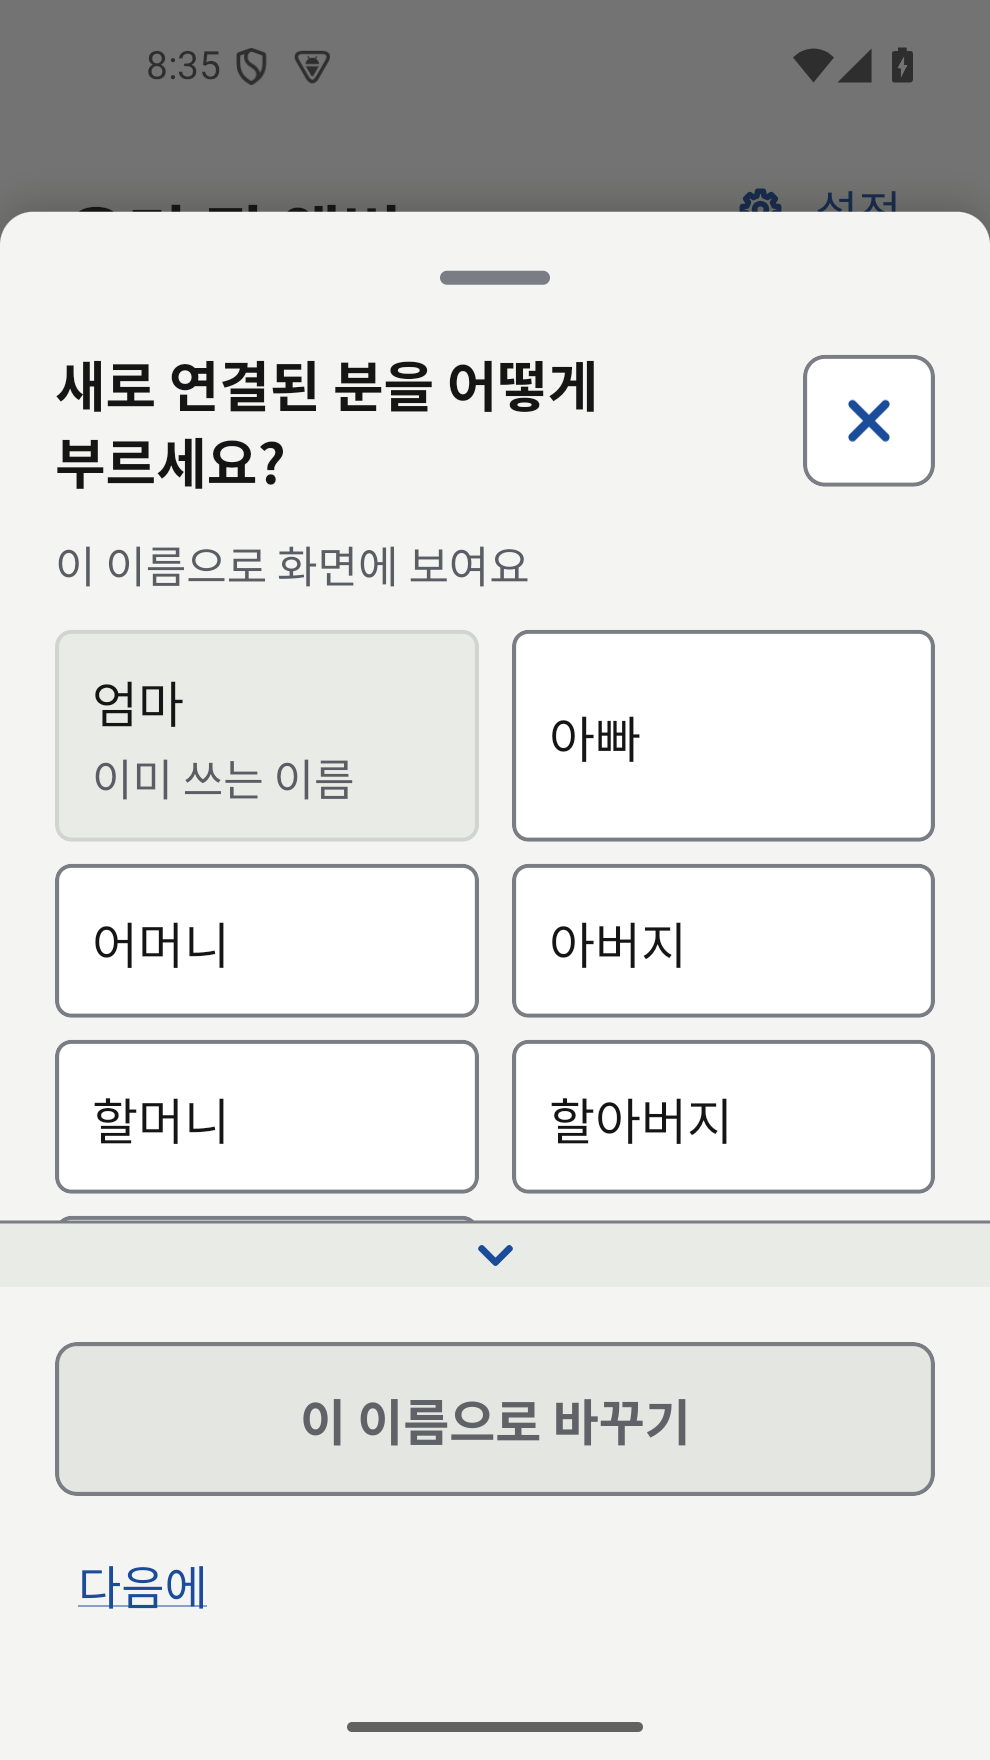 8:35
설정
새로 연결된 분을 어떻게
부르세요?
이 이름으로 화면에 보여요
엄마
이미 쓰는 이름
아빠
어머니
아버지
할머니
할아버지
이 이름으로 바꾸기
다음에